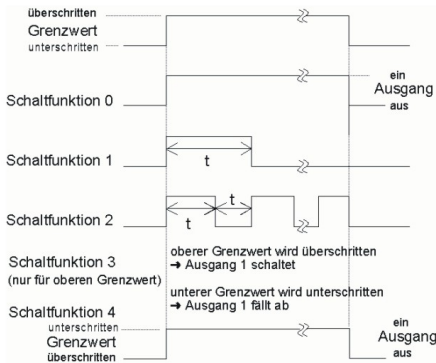 überschritten
Grenzwert
unterschritten
ein
Schaltfunktion 0
Ausgang
aus
Schaltfunktion 1
t
t
Schaltfunktion 2
t
Schaltfunktion 3
(nur für oberen Grenzwert)
oberer Grenzwert wird überschritten
➔ Ausgang 1 schaltet
unterer Grenzwert wird unterschritten
➔ Ausgang 1 fällt ab
Schaltfunktion 4
unterschritten
Grenzwert
überschritten
ein
Ausgang
aus